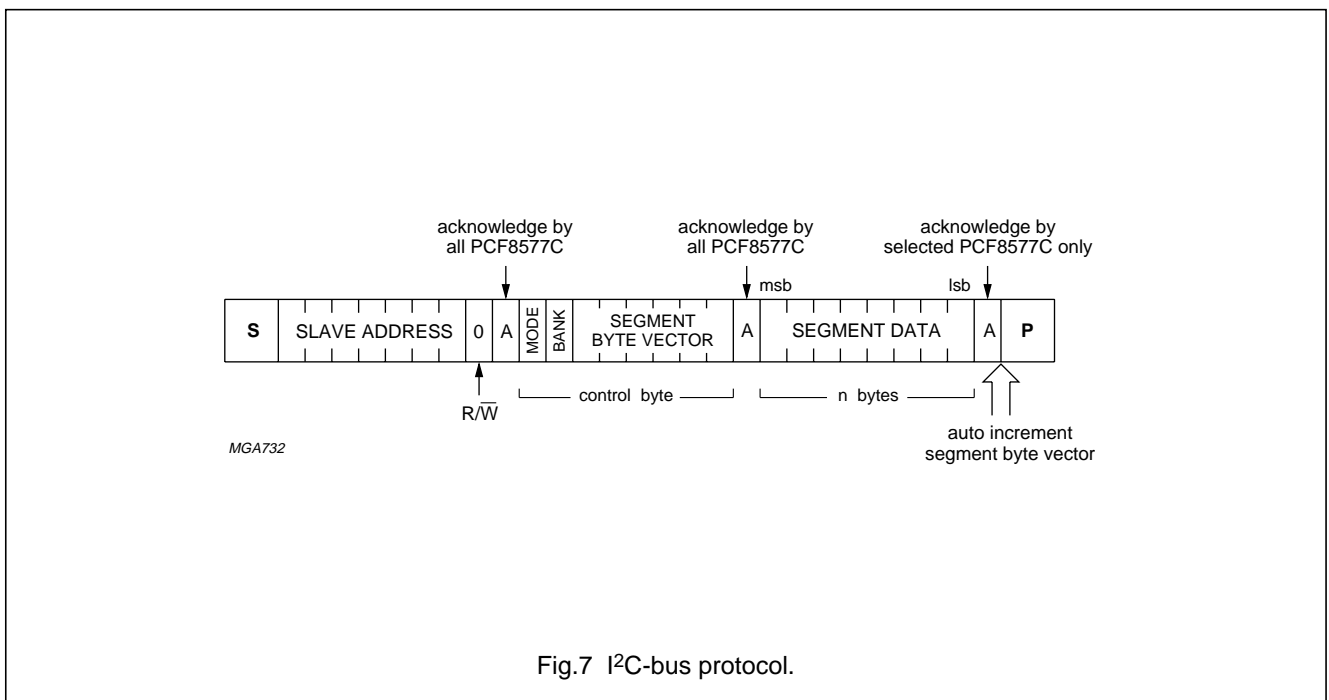 acknowledge by
all PCF8577C
acknowledge by
all PCF8577C
acknowledge by
selected PCF8577C only
msb
lsb
S
SLAVE ADDRESS
0
A
MODE
BANK
SEGMENT
BYTE VECTOR
A
SEGMENT DATA
A
P
R/W̅
control byte
n bytes
auto increment
segment byte vector
MGA732
Fig.7 I²C-bus protocol.